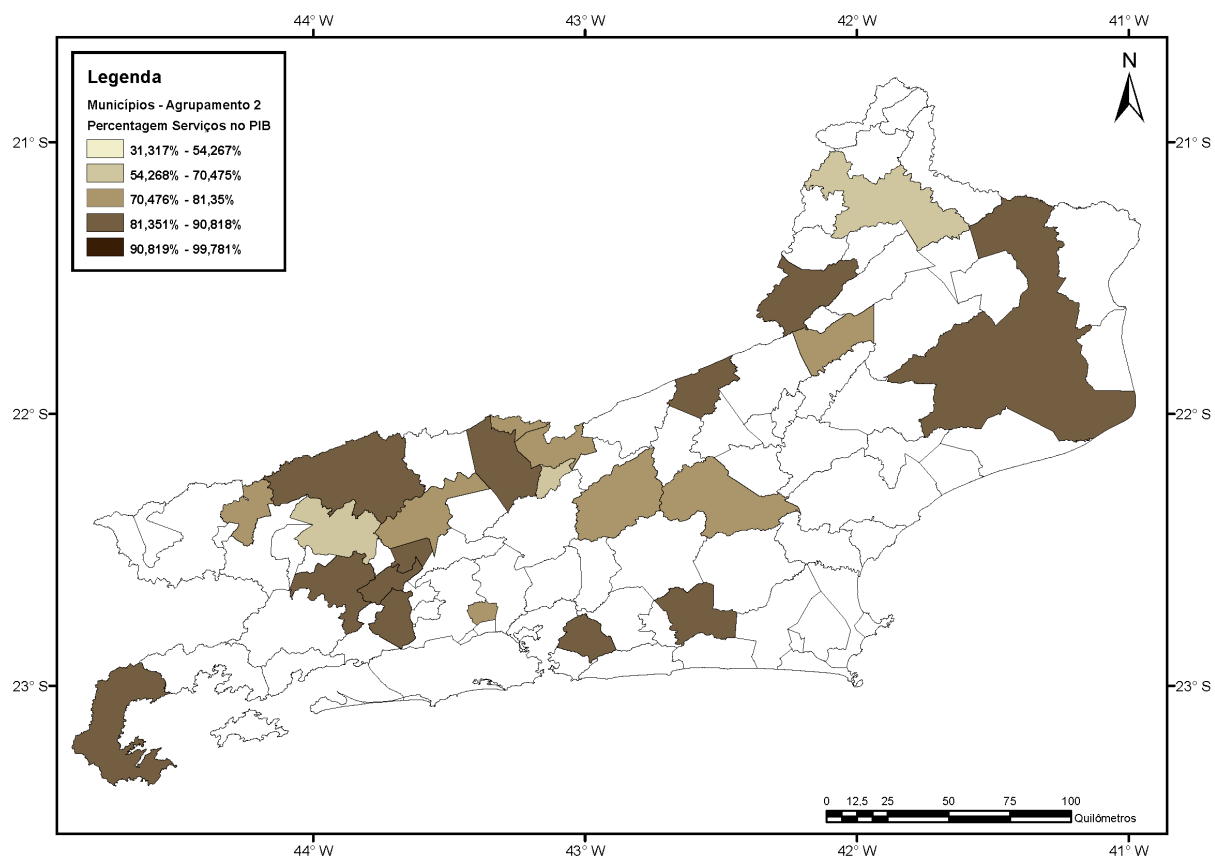 44° W 43° W 42° W 41° W
N
Legenda
Municípios - Agrupamento 2
Percentagem Serviços no PIB
31,317% - 54,267%
54,268% - 70,475%
70,476% - 81,35%
81,351% - 90,818%
90,819% - 99,781%
21° S 21° S
22° S 22° S
23° S 23° S
0 12,5 25 50 75 100
Quilômetros
44° W 43° W 42° W 41° W